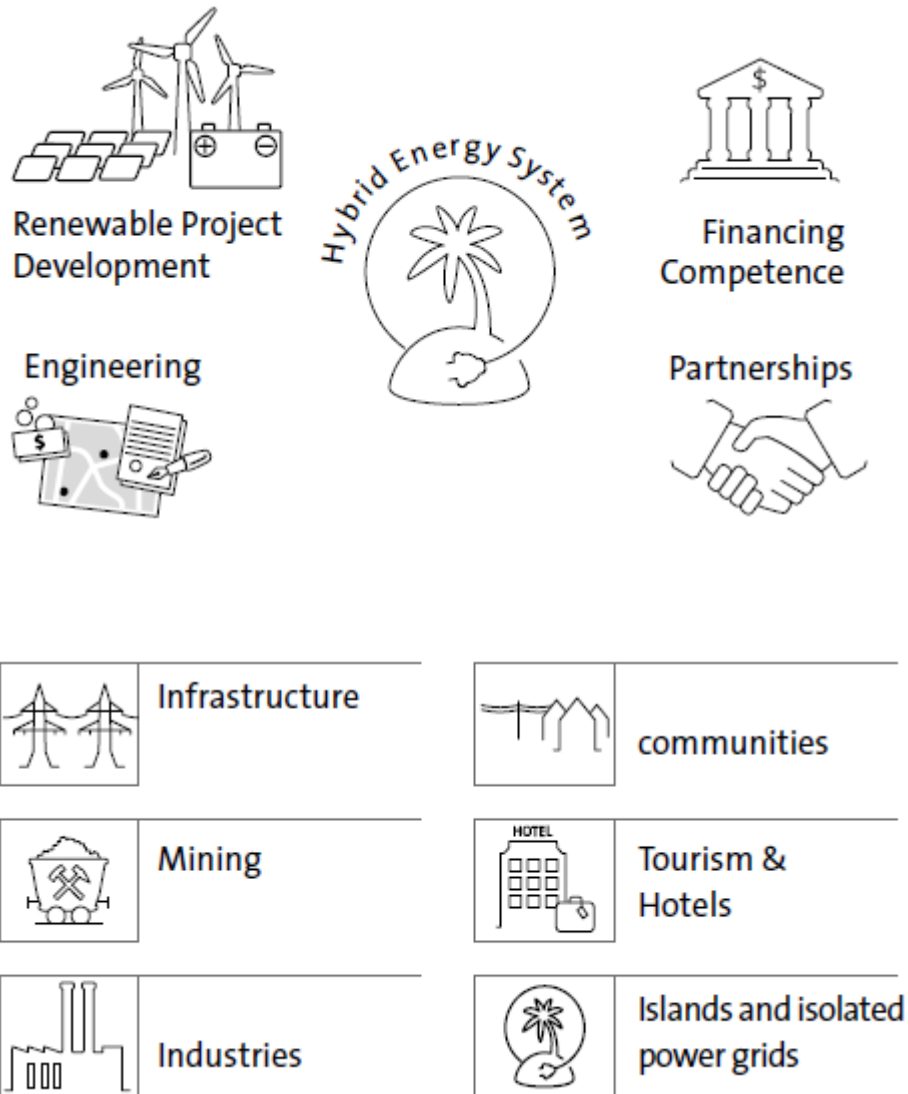 Hybrid Energy System
Renewable Project
Development
$
Financing
Competence
Engineering
$
Partnerships
Infrastructure
communities
Mining
HOTEL
Tourism &
Hotels
Industries
Islands and isolated
power grids